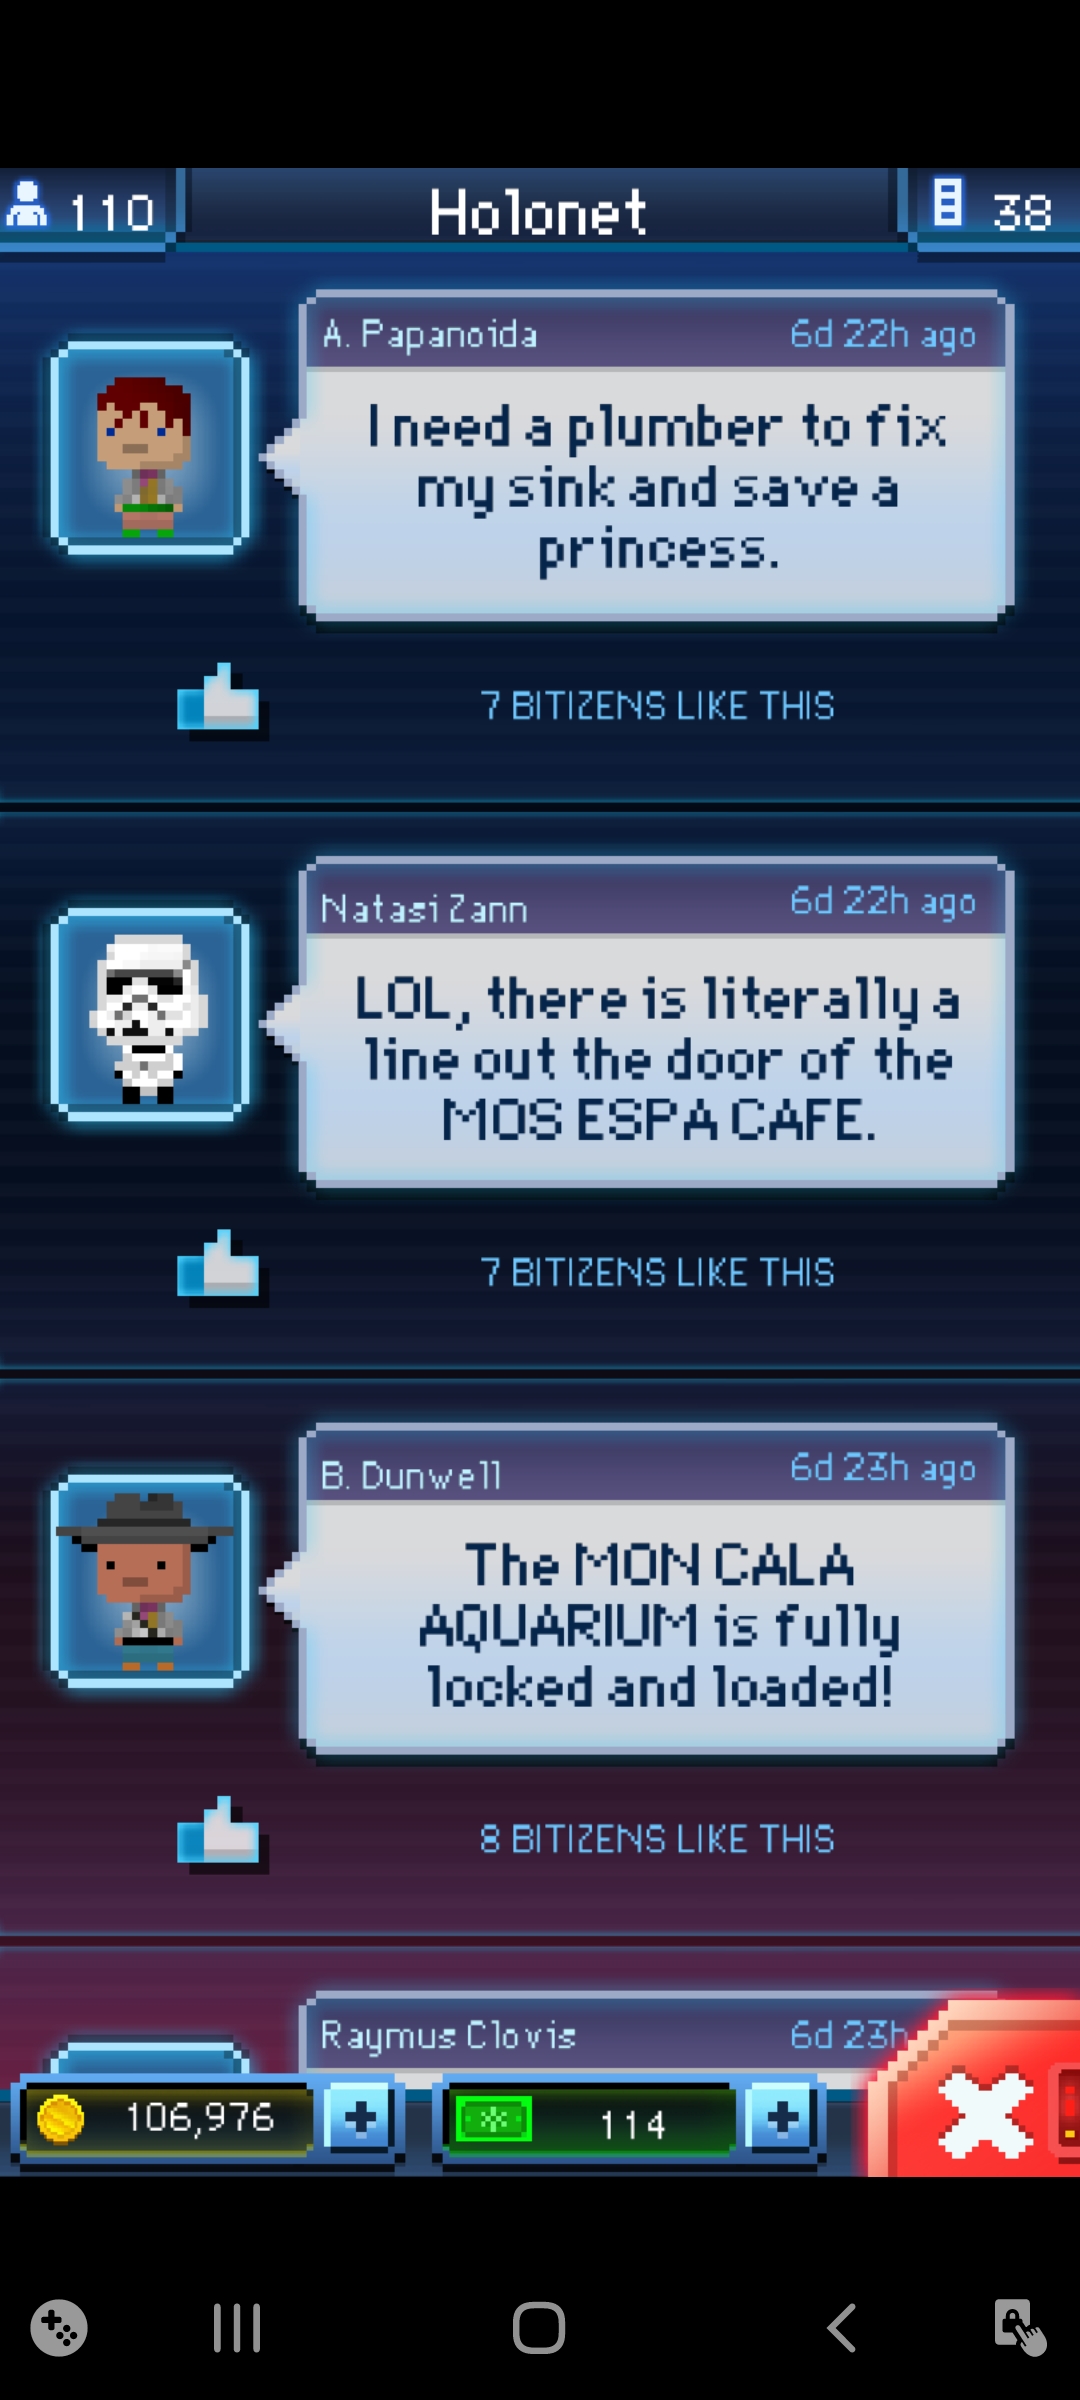 110
Holonet
38
A. Papanoida
6d 22h ago
I need a plumber to fix
my sink and save a
princess.
7 BITIZENS LIKE THIS
Natasi Zann
6d 22h ago
LOL, there is literally a
line out the door of the
MOS ESPA CAFE.
7 BITIZENS LIKE THIS
B. Dunwell
6d 23h ago
The MON CALA
AQUARIUM is fully
locked and loaded!
8 BITIZENS LIKE THIS
Raymus Clovis
6d 23h
106,976
114